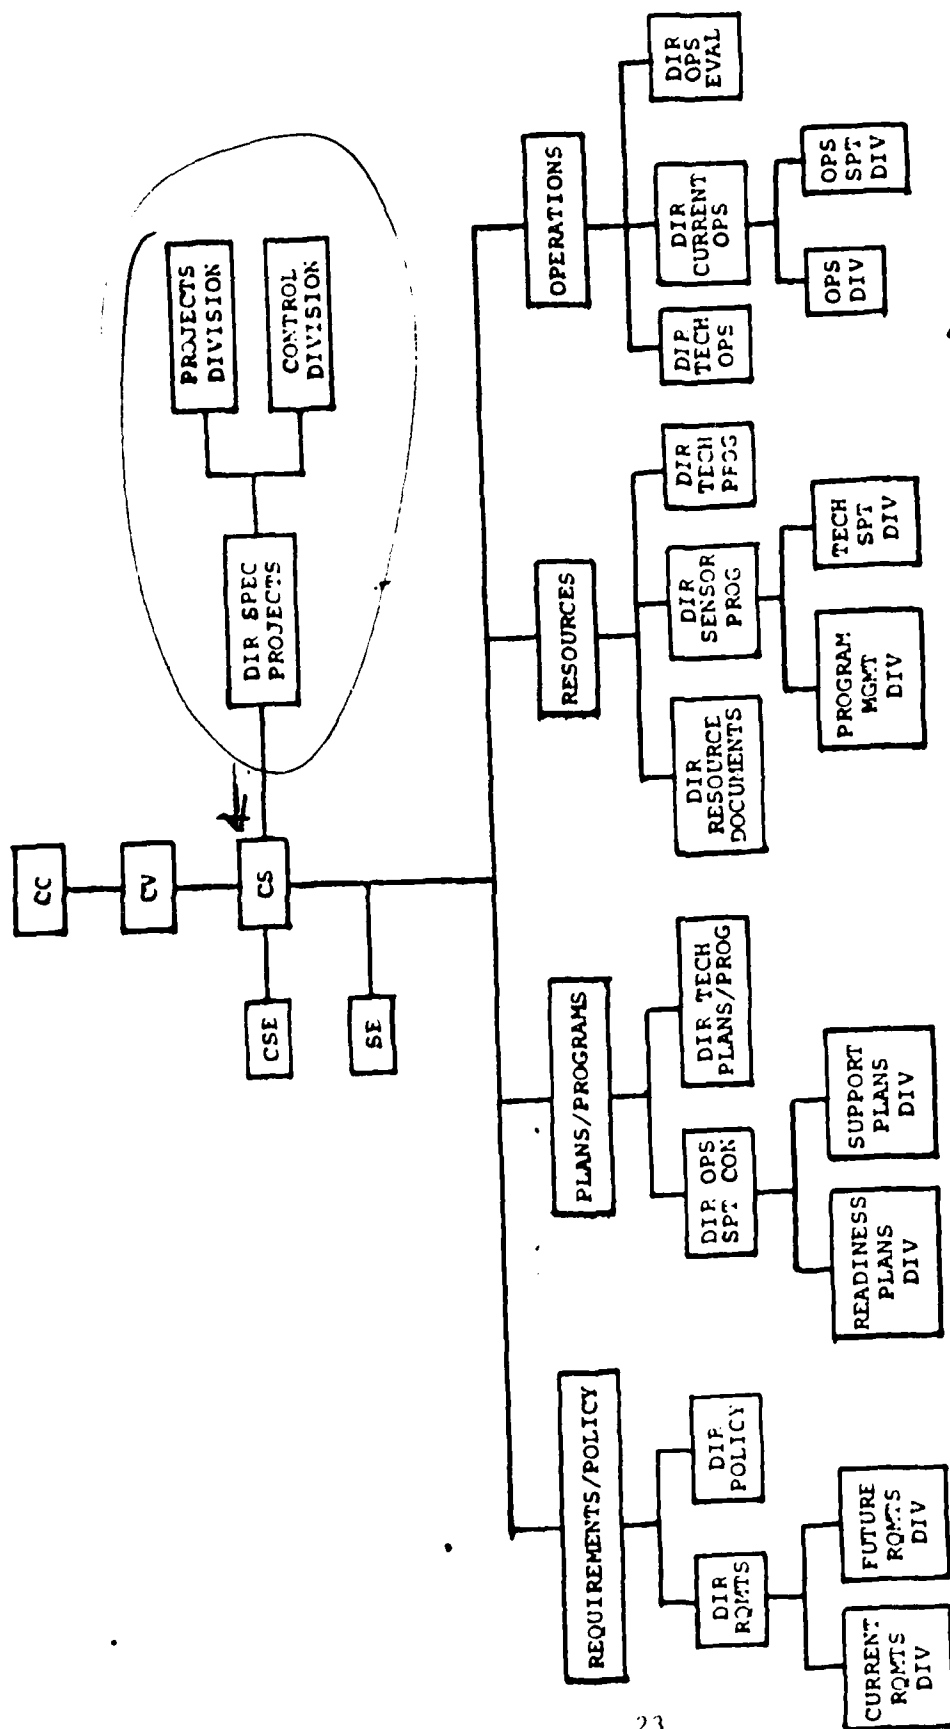 CC
CV
CS
CSE
SE
DIR SPEC
PROJECTS
PROJECTS
DIVISION
CONTROL
DIVISION
REQUIREMENTS/POLICY
PLANS/PROGRAMS
RESOURCES
OPERATIONS
DIR
RQMTS
DIR
POLICY
CURRENT
RQMTS
DIV
FUTURE
RQMTS
DIV
DIR OPS
SPT CON
DIR TECH
PLANS/PROG
READINESS
PLANS
DIV
SUPPORT
PLANS
DIV
DIR
RESOURCE
DOCUMENTS
DIR
SENSOR
PROG
DIR
TECH
PROG
PROGRAM
MGMT
DIV
TECH
SPT
DIV
DIR
TECH
OPS
DIR
CURRENT
OPS
DIR
OPS
EVAL
OPS
DIV
OPS
SPT
DIV
23